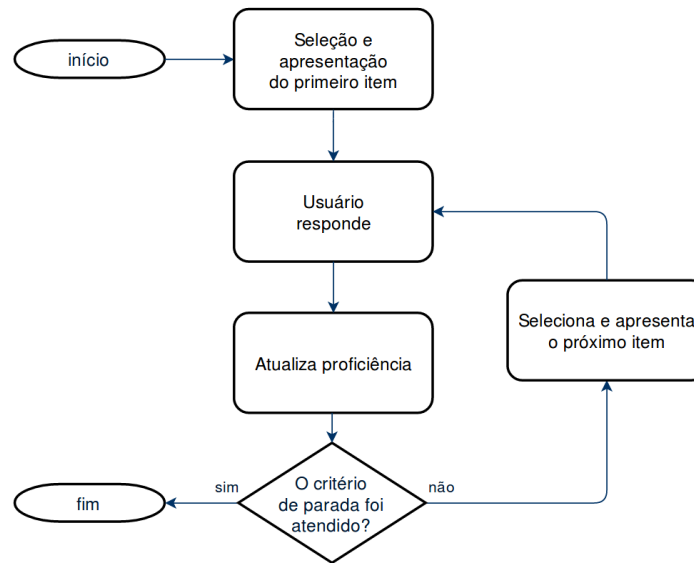 início
Seleção e
apresentação
do primeiro item
Usuário
responde
Atualiza proficiência
Seleciona e apresenta
o próximo item
O critério
de parada foi
atendido?
sim
não
fim